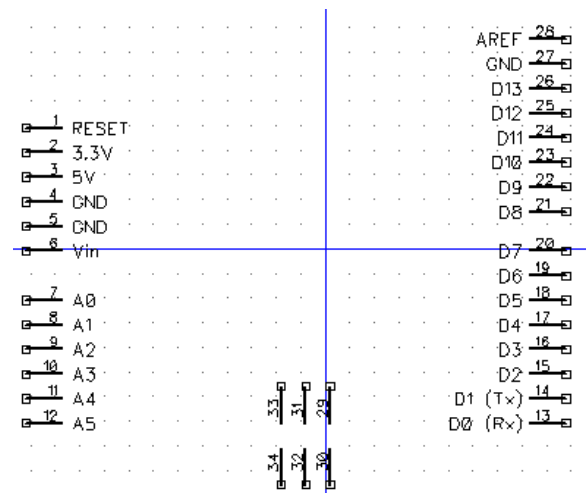 1 RESET
2 3.3V
3 5V
4 GND
5 GND
6 Vin
7 A0
8 A1
9 A2
10 A3
11 A4
12 A5
AREF 28
GND 27
D13 26
D12 25
D11 24
D10 23
D9 22
D8 21
D7 20
D6 19
D5 18
D4 17
D3 16
D2 15
D1 (Tx) 14
D0 (Rx) 13
33 31 29
34 32 30